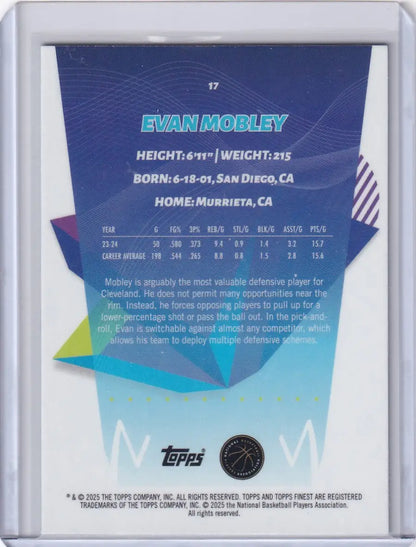 17
EVAN MOBLEY
HEIGHT: 6'11" | WEIGHT: 215
BORN: 6-18-01, SAN DIEGO, CA
HOME: MURRIETA, CA
YEAR G FG% 3P% REB/G STL/G BLK/G AST/G PTS/G
23-24 50 .580 .373 9.4 0.9 1.4 3.2 15.7
CAREER AVERAGE 198 .544 .265 8.8 0.8 1.5 2.8 15.6
Mobley is arguably the most valuable defensive player for
Cleveland. He does not permit many opportunities near the
rim. Instead, he forces opposing players to pull up for a
lower-percentage shot or pass the ball out. In the pick-and-
roll, Evan is switchable against almost any competitor, which
allows his team to deploy multiple defensive schemes.
Topps®
® & © 2025 THE TOPPS COMPANY, INC. ALL RIGHTS RESERVED. TOPPS AND TOPPS FINEST ARE REGISTERED
TRADEMARKS OF THE TOPPS COMPANY, INC. © 2025 the National Basketball Players Association.
All rights reserved.